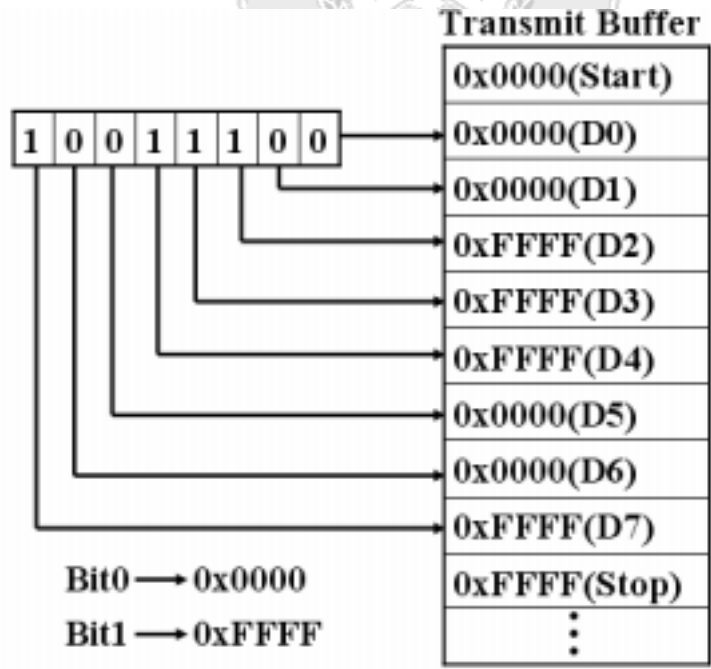 Transmit Buffer
0x0000(Start)
1 0 0 1 1 1 0 0
0x0000(D0)
0x0000(D1)
0xFFFF(D2)
0xFFFF(D3)
0xFFFF(D4)
0x0000(D5)
0x0000(D6)
0xFFFF(D7)
Bit0 → 0x0000
0xFFFF(Stop)
Bit1 → 0xFFFF
⋮